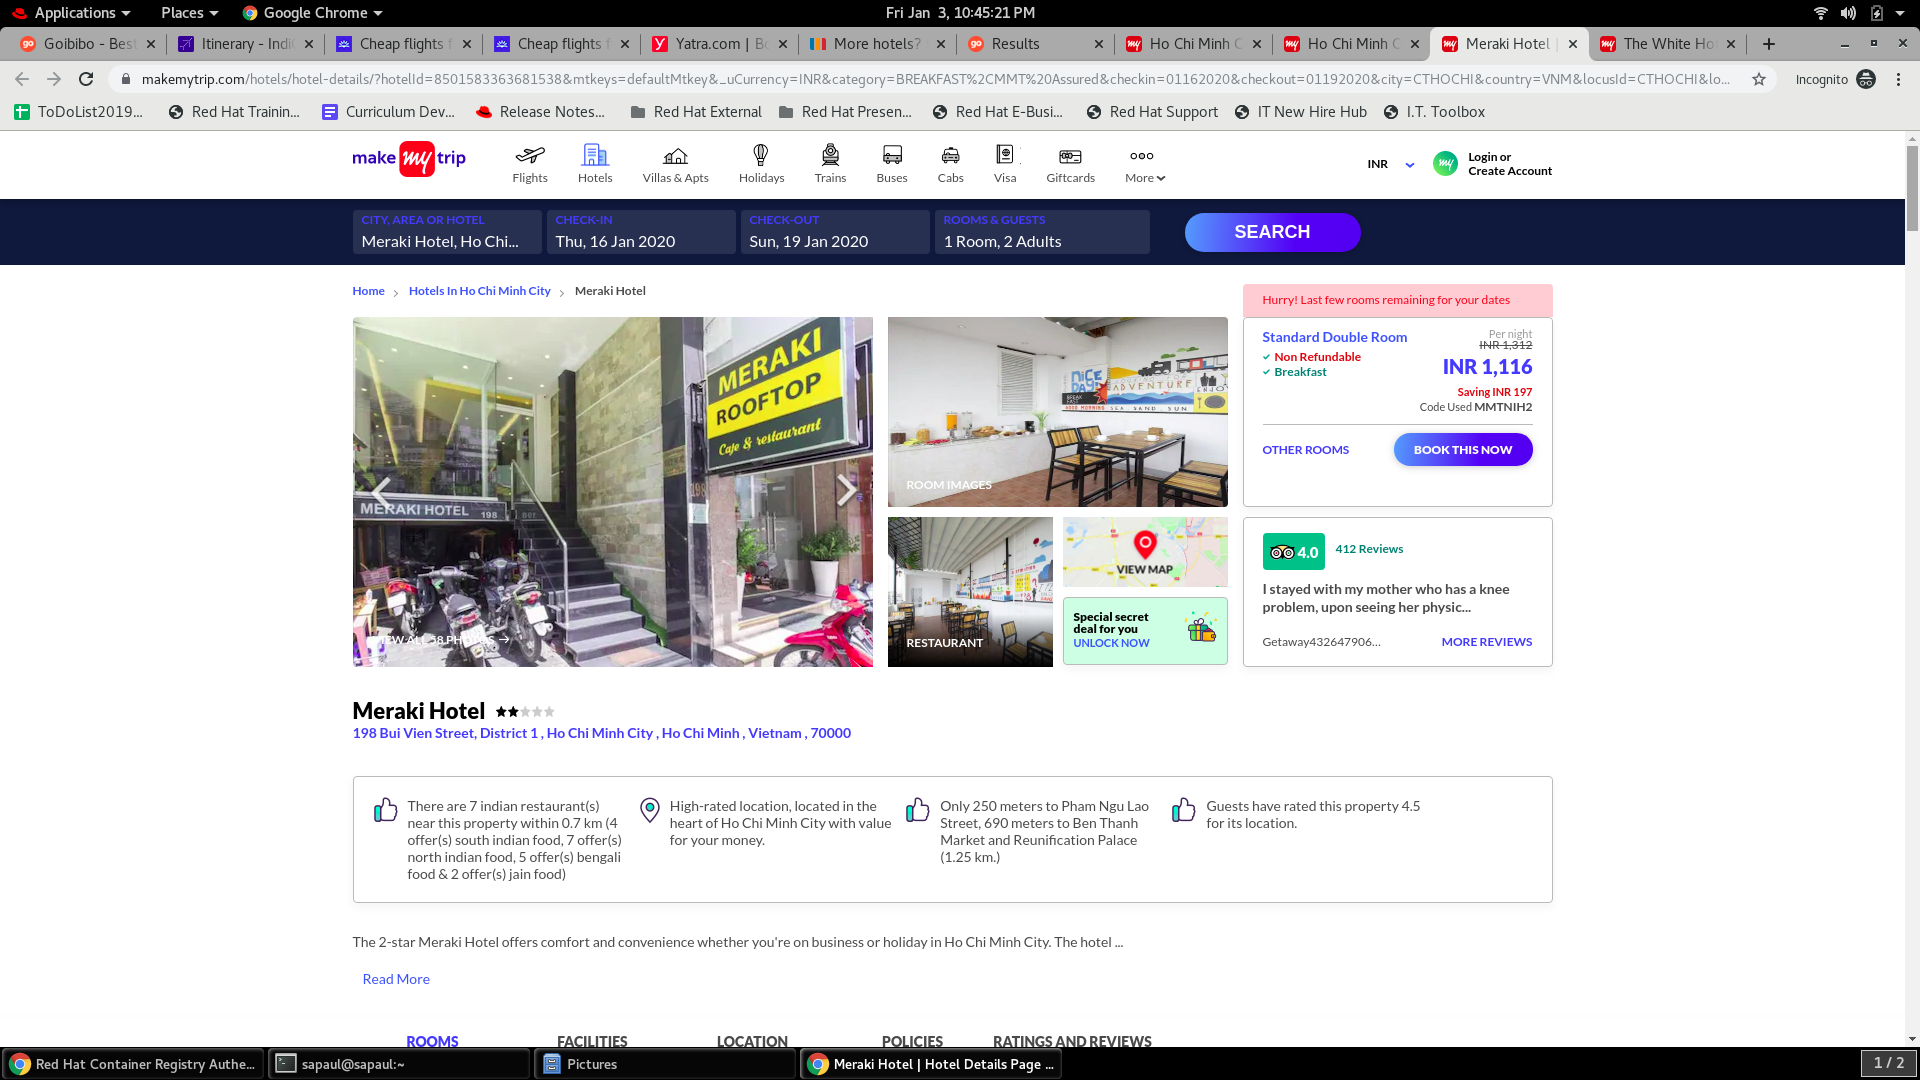 Applications Places Google Chrome Fri Jan 3, 10:45:21 PM
Goibibo - Best Itinerary - Indi Cheap flights f Cheap flights f Yatra.com | Bo More hotels? Results Ho Chi Minh C Ho Chi Minh C Meraki Hotel | The White Hot
makemytrip.com/hotels/hotel-details/?hotelId=8501583363681538&mtkeys=defaultMtkey&_uCurrency=INR&category=BREAKFAST%2CMMT%20Assured&checkin=01162020&checkout=01192020&city=CTHOCHI&country=VNM&locusId=CTHOCHI&lo... Incognito
ToDoList2019... Red Hat Trainin... Curriculum Dev... Release Notes... Red Hat External Red Hat Presen... Red Hat E-Busi... Red Hat Support IT New Hire Hub I.T. Toolbox
make my trip
Flights Hotels Villas & Apts Holidays Trains Buses Cabs Visa Giftcards More
INR
my
Login or
Create Account
CITY, AREA OR HOTEL CHECK-IN CHECK-OUT ROOMS & GUESTS
Meraki Hotel, Ho Chi... Thu, 16 Jan 2020 Sun, 19 Jan 2020 1 Room, 2 Adults SEARCH
Home Hotels In Ho Chi Minh City Meraki Hotel
Hurry! Last few rooms remaining for your dates
MERAKI
ROOFTOP
Cafe & restaurant
MERAKI HOTEL 198
198
VIEW ALL 58 PHOTOS →
NICE DAY!
BREAK FAST
GOOD MORNING
ADVENTURE
SEA. SAND. SUN
ENJOY
ROOM IMAGES
RESTAURANT
VIEW MAP
Special secret
deal for you
UNLOCK NOW
Standard Double Room Per night
INR 1,312
Non Refundable
Breakfast INR 1,116
Saving INR 197
Code Used MMTNIH2
OTHER ROOMS BOOK THIS NOW
4.0 412 Reviews
I stayed with my mother who has a knee
problem, upon seeing her physic...
Getaway432647906... MORE REVIEWS
Meraki Hotel
198 Bui Vien Street, District 1 , Ho Chi Minh City , Ho Chi Minh , Vietnam , 70000
There are 7 indian restaurant(s)
near this property within 0.7 km (4
offer(s) south indian food, 7 offer(s)
north indian food, 5 offer(s) bengali
food & 2 offer(s) jain food)
High-rated location, located in the
heart of Ho Chi Minh City with value
for your money.
Only 250 meters to Pham Ngu Lao
Street, 690 meters to Ben Thanh
Market and Reunification Palace
(1.25 km.)
Guests have rated this property 4.5
for its location.
The 2-star Meraki Hotel offers comfort and convenience whether you're on business or holiday in Ho Chi Minh City. The hotel ...
Read More
ROOMS FACILITIES LOCATION POLICIES RATINGS AND REVIEWS
Red Hat Container Registry Authe... sapaul@sapaul:~ Pictures Meraki Hotel | Hotel Details Page ... 1 / 2